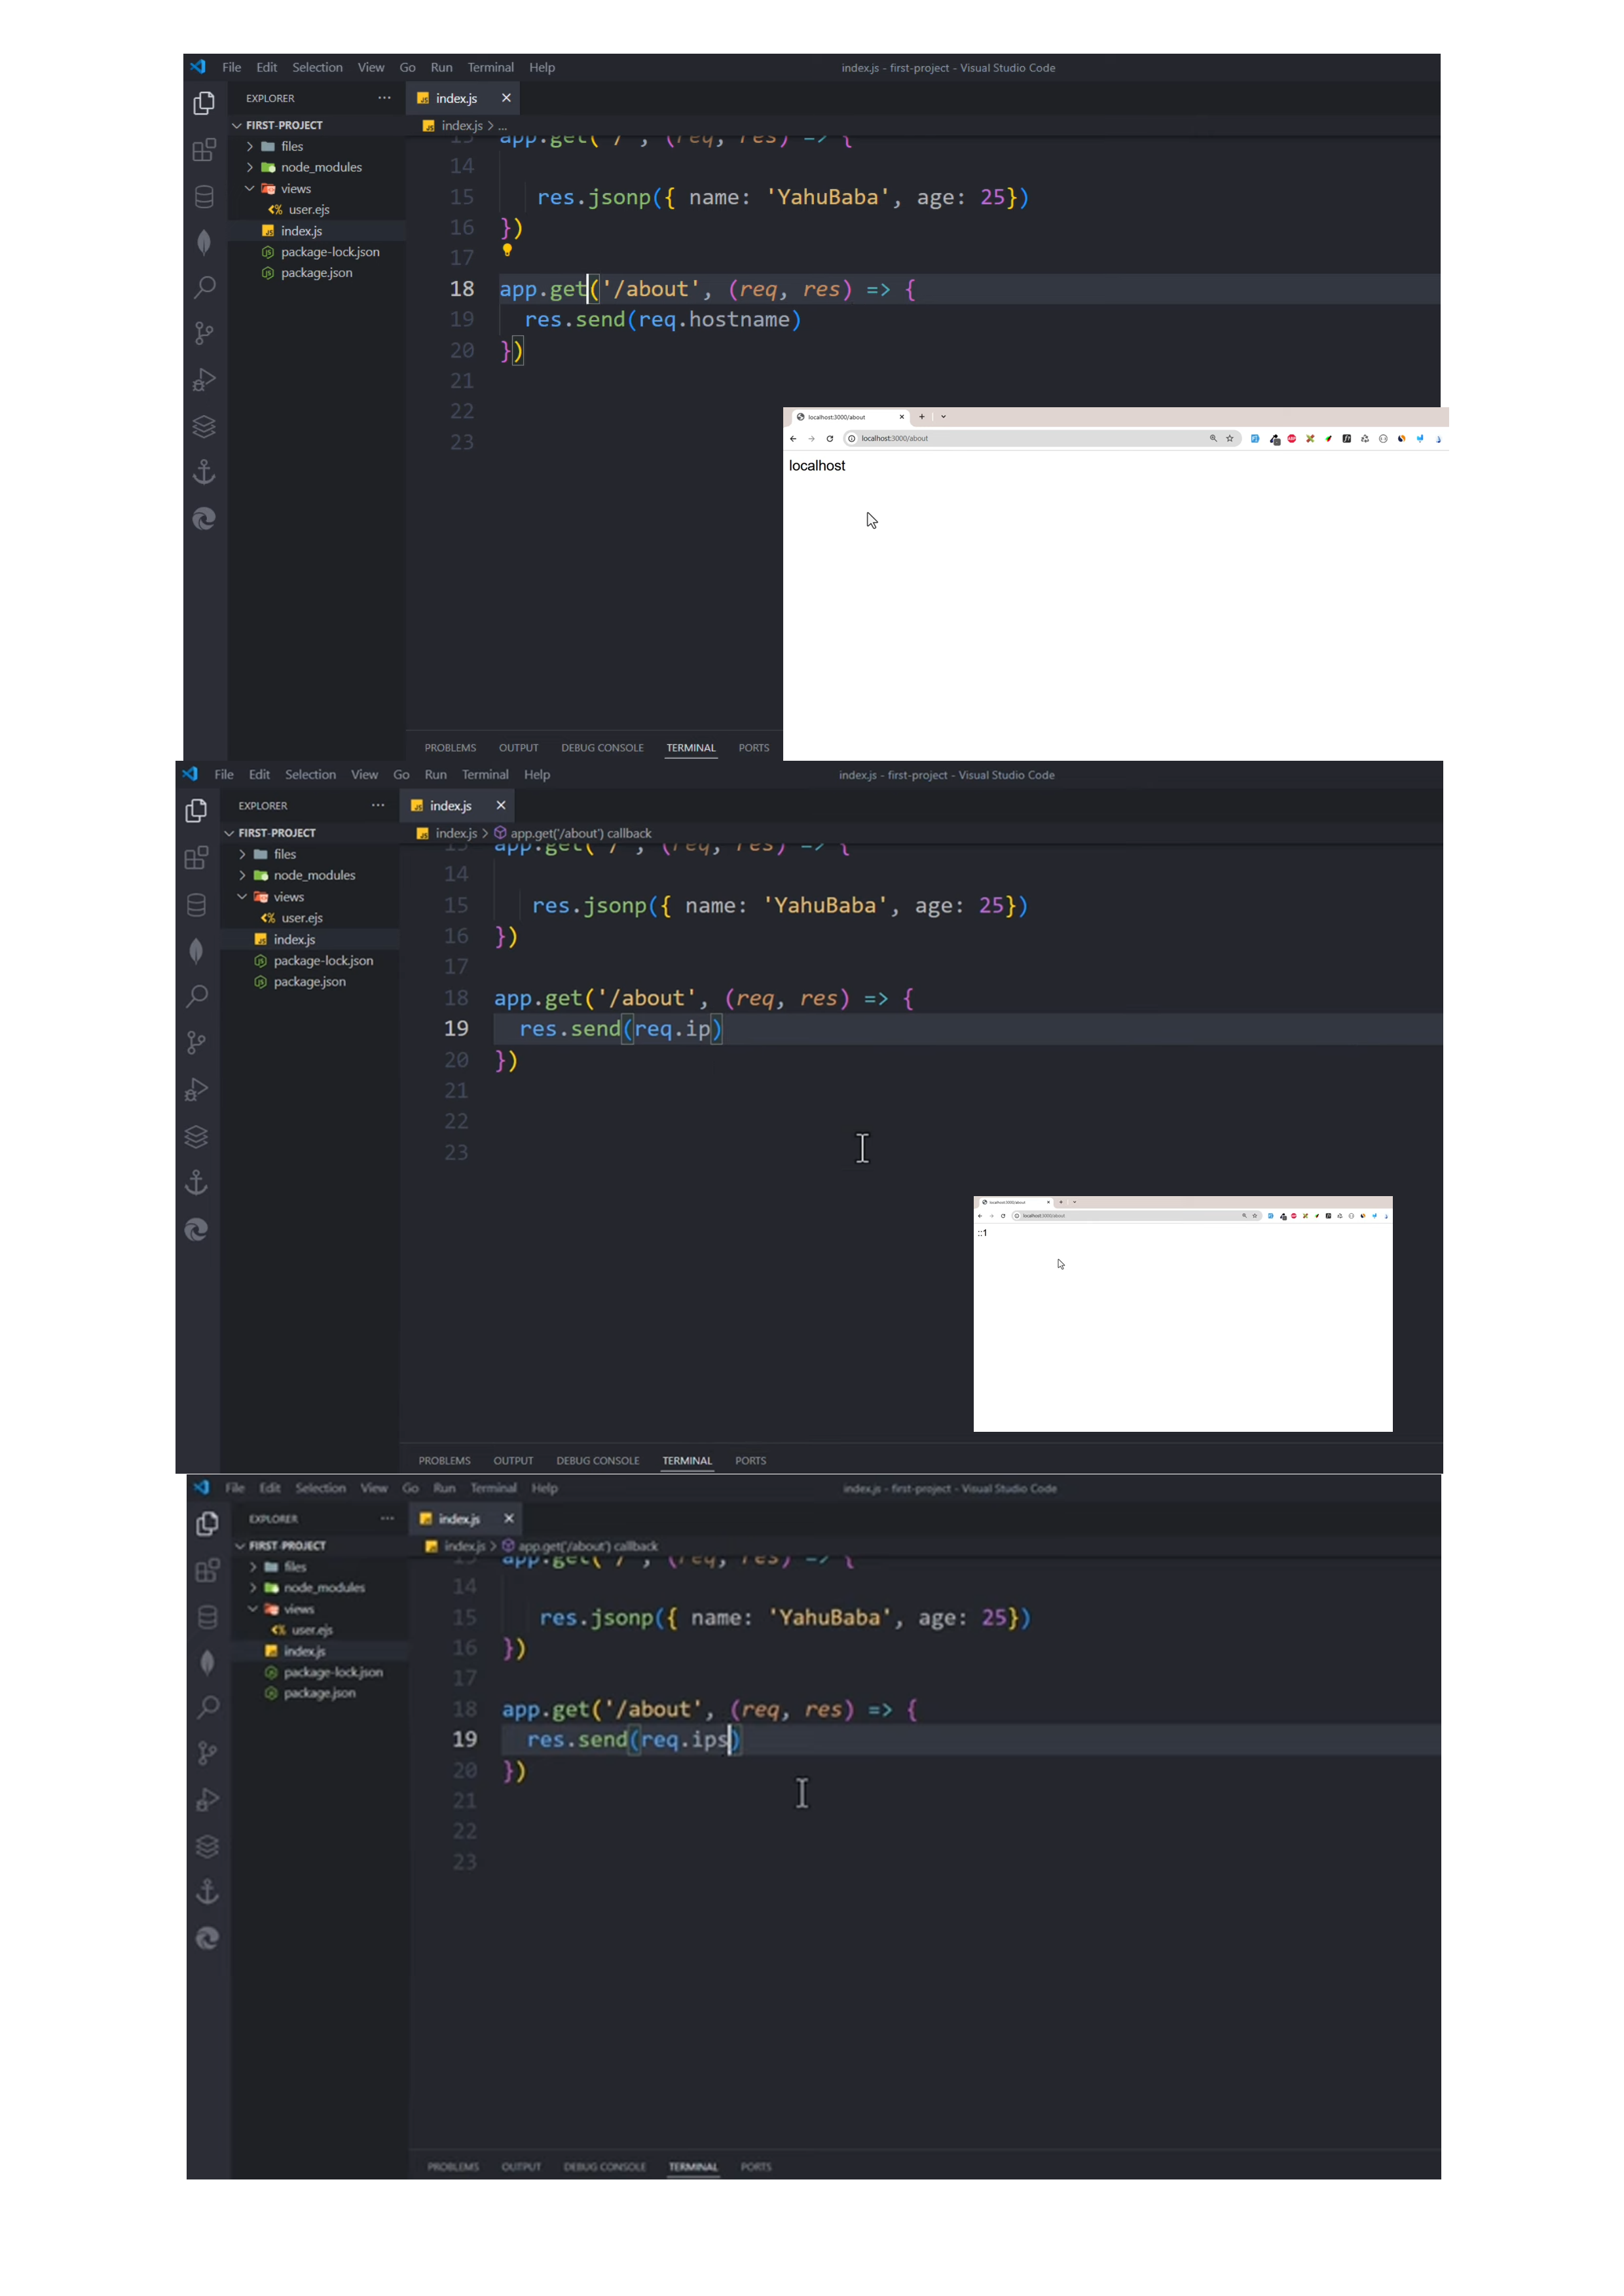 File Edit Selection View Go Run Terminal Help index.js - first-project - Visual Studio Code
EXPLORER ··· index.js
FIRST-PROJECT index.js > ...
files
node_modules
views
user.ejs
index.js
package-lock.json
package.json
13 app.get('/', (req, res) => {
14
15 res.jsonp({ name: 'YahuBaba', age: 25})
16 })
17
18 app.get('/about', (req, res) => {
19 res.send(req.hostname)
20 })
21
22
23
localhost:3000/about
localhost:3000/about
localhost
PROBLEMS OUTPUT DEBUG CONSOLE TERMINAL PORTS
File Edit Selection View Go Run Terminal Help index.js - first-project - Visual Studio Code
EXPLORER ··· index.js
FIRST-PROJECT index.js > app.get('/about') callback
files
node_modules
views
user.ejs
index.js
package-lock.json
package.json
13 app.get('/', (req, res) => {
14
15 res.jsonp({ name: 'YahuBaba', age: 25})
16 })
17
18 app.get('/about', (req, res) => {
19 res.send(req.ip)
20 })
21
22
23
localhost:3000/about
localhost:3000/about
::1
PROBLEMS OUTPUT DEBUG CONSOLE TERMINAL PORTS
File Edit Selection View Go Run Terminal Help index.js - first-project - Visual Studio Code
EXPLORER ··· index.js
FIRST-PROJECT index.js > app.get('/about') callback
files
node_modules
views
user.ejs
index.js
package-lock.json
package.json
13 app.get('/', (req, res) => {
14
15 res.jsonp({ name: 'YahuBaba', age: 25})
16 })
17
18 app.get('/about', (req, res) => {
19 res.send(req.ips)
20 })
21
22
23
PROBLEMS OUTPUT DEBUG CONSOLE TERMINAL PORTS